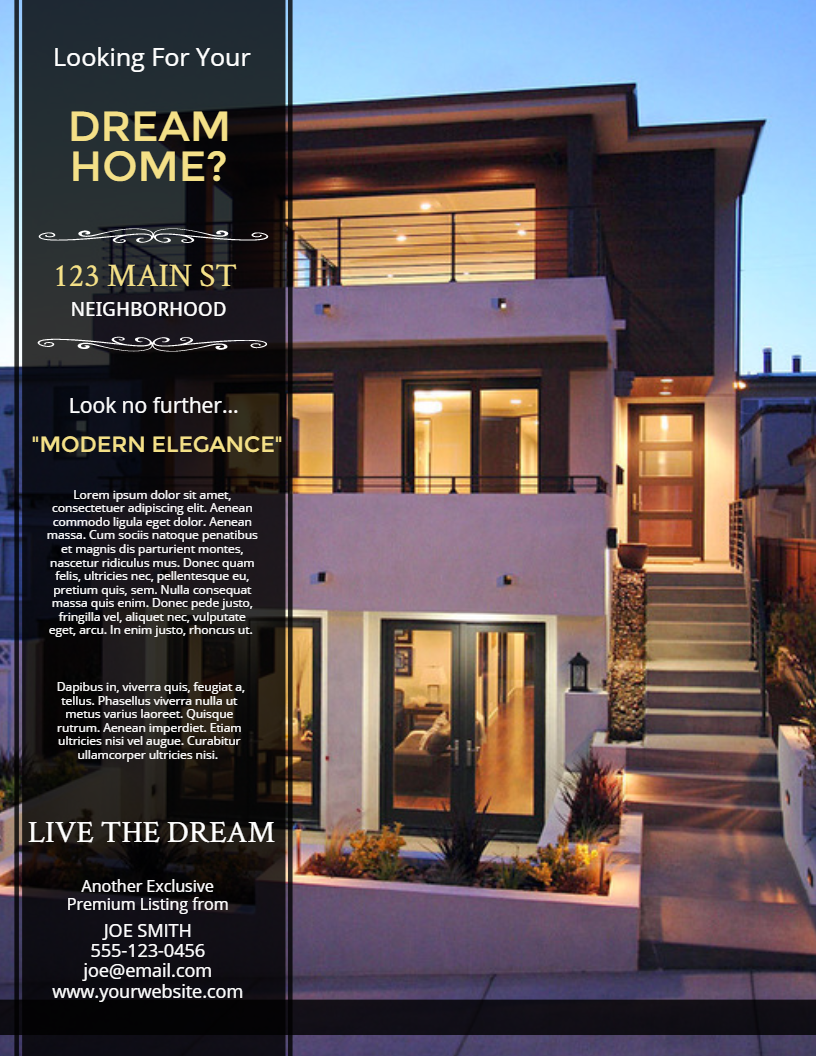 Looking For Your
DREAM
HOME?
123 MAIN ST
NEIGHBORHOOD
Look no further...
"MODERN ELEGANCE"
Lorem ipsum dolor sit amet,
consectetuer adipiscing elit. Aenean
commodo ligula eget dolor. Aenean
massa. Cum sociis natoque penatibus
et magnis dis parturient montes,
nascetur ridiculus mus. Donec quam
felis, ultricies nec, pellentesque eu,
pretium quis, sem. Nulla consequat
massa quis enim. Donec pede justo,
fringilla vel, aliquet nec, vulputate
eget, arcu. In enim justo, rhoncus ut.
Dapibus in, viverra quis, feugiat a,
tellus. Phasellus viverra nulla ut
metus varius laoreet. Quisque
rutrum. Aenean imperdiet. Etiam
ultricies nisi vel augue. Curabitur
ullamcorper ultricies nisi.
LIVE THE DREAM
Another Exclusive
Premium Listing from
JOE SMITH
555-123-0456
joe@email.com
www.yourwebsite.com